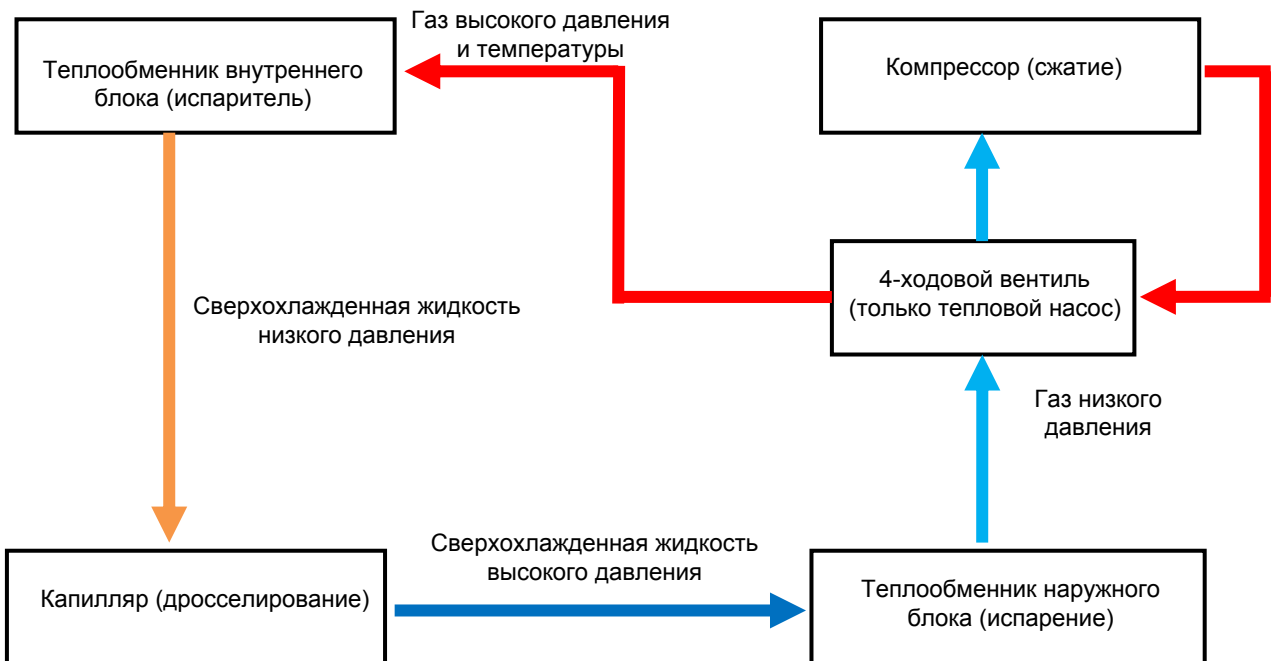 Газ высокого давления
и температуры
Теплообменник внутреннего
блока (испаритель)
Компрессор (сжатие)
4-ходовой вентиль
(только тепловой насос)
Сверхохлажденная жидкость
низкого давления
Газ низкого
давления
Сверхохлажденная жидкость
высокого давления
Капилляр (дросселирование)
Теплообменник наружного
блока (испарение)